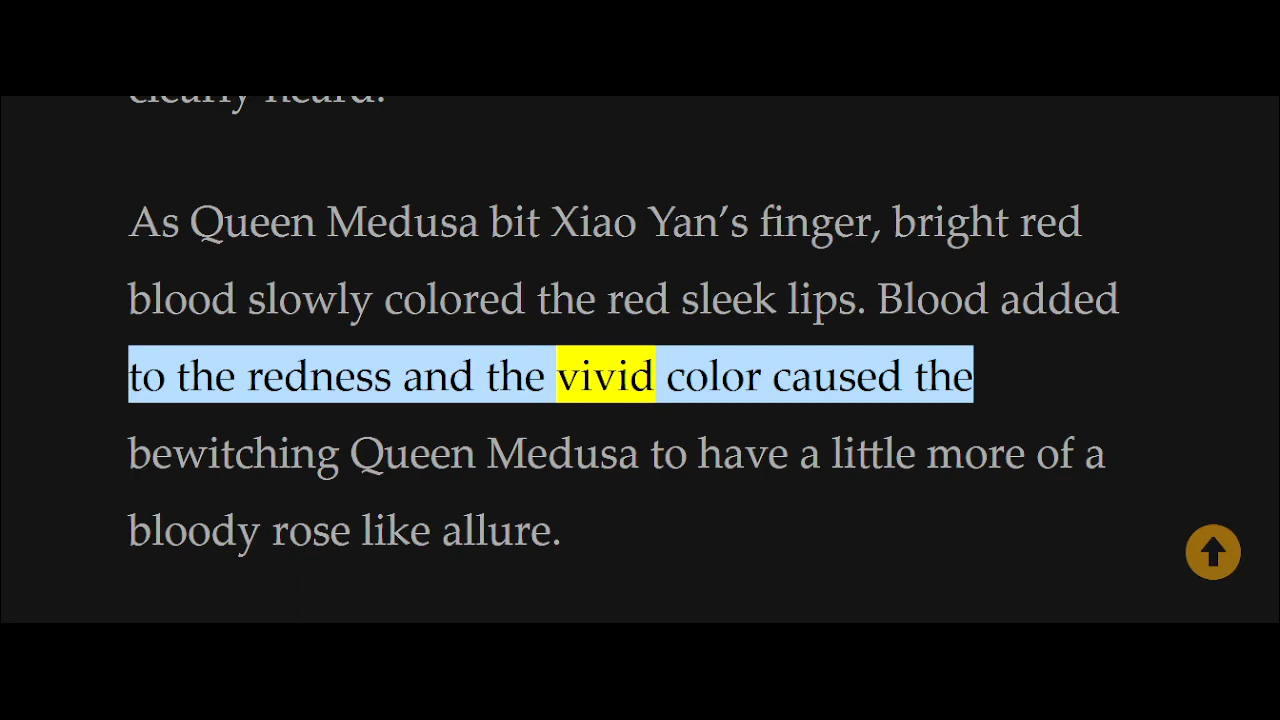 clearly heard.
As Queen Medusa bit Xiao Yan’s finger, bright red
blood slowly colored the red sleek lips. Blood added
to the redness and the vivid color caused the
bewitching Queen Medusa to have a little more of a
bloody rose like allure.